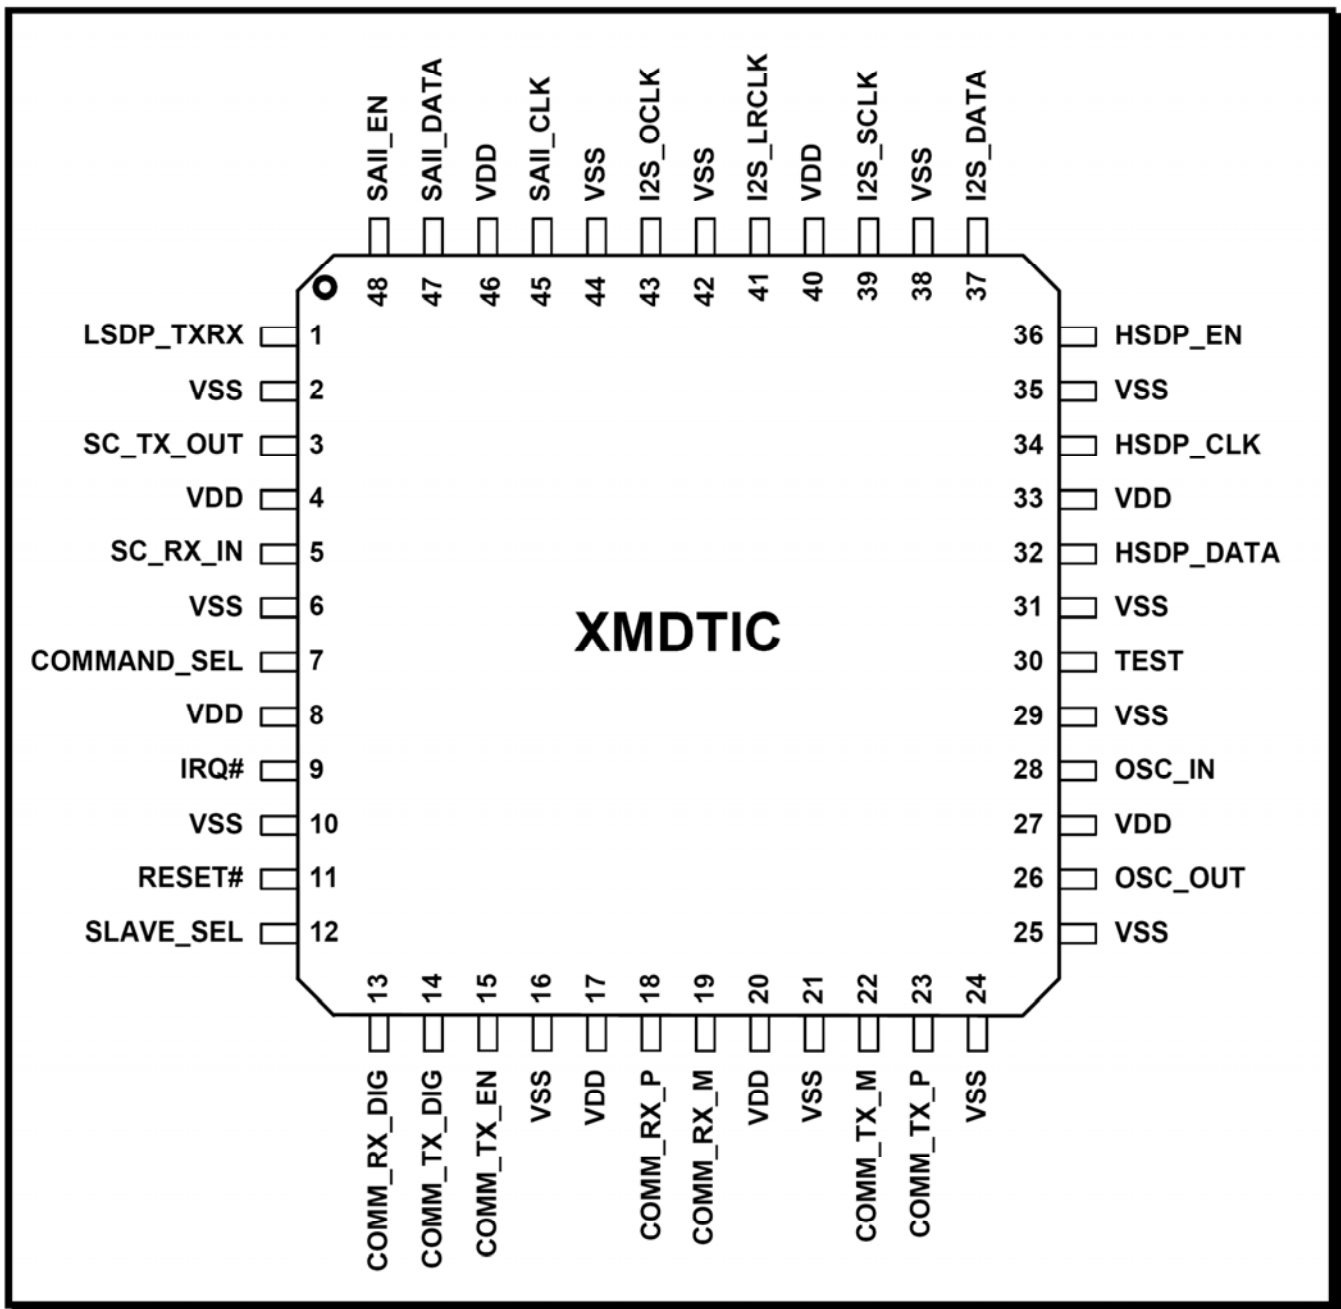 SAII_EN
SAII_DATA
VDD
SAII_CLK
VSS
I2S_OCLK
VSS
I2S_LRCLK
VDD
I2S_SCLK
VSS
I2S_DATA
48
47
46
45
44
43
42
41
40
39
38
37
LSDP_TXRX 1
VSS 2
SC_TX_OUT 3
VDD 4
SC_RX_IN 5
VSS 6
COMMAND_SEL 7
VDD 8
IRQ# 9
VSS 10
RESET# 11
SLAVE_SEL 12
XMDTIC
36 HSDP_EN
35 VSS
34 HSDP_CLK
33 VDD
32 HSDP_DATA
31 VSS
30 TEST
29 VSS
28 OSC_IN
27 VDD
26 OSC_OUT
25 VSS
13
14
15
16
17
18
19
20
21
22
23
24
COMM_RX_DIG
COMM_TX_DIG
COMM_TX_EN
VSS
VDD
COMM_RX_P
COMM_RX_M
VDD
VSS
COMM_TX_M
COMM_TX_P
VSS